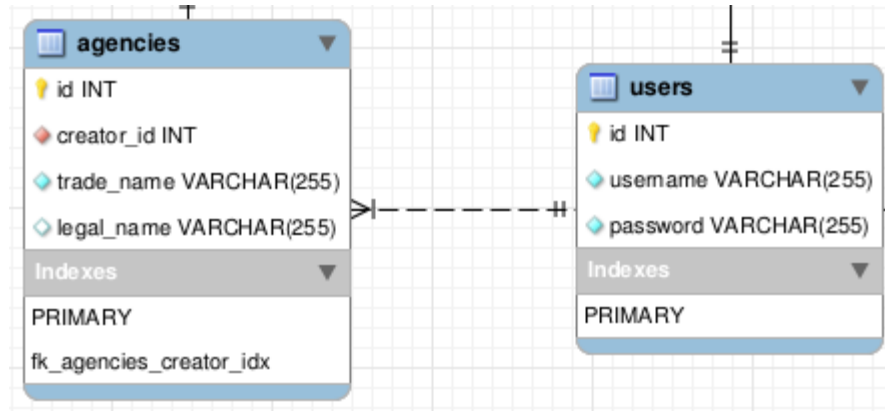 agencies
id INT
creator_id INT
trade_name VARCHAR(255)
legal_name VARCHAR(255)
Indexes
PRIMARY
fk_agencies_creator_idx
users
id INT
username VARCHAR(255)
password VARCHAR(255)
Indexes
PRIMARY